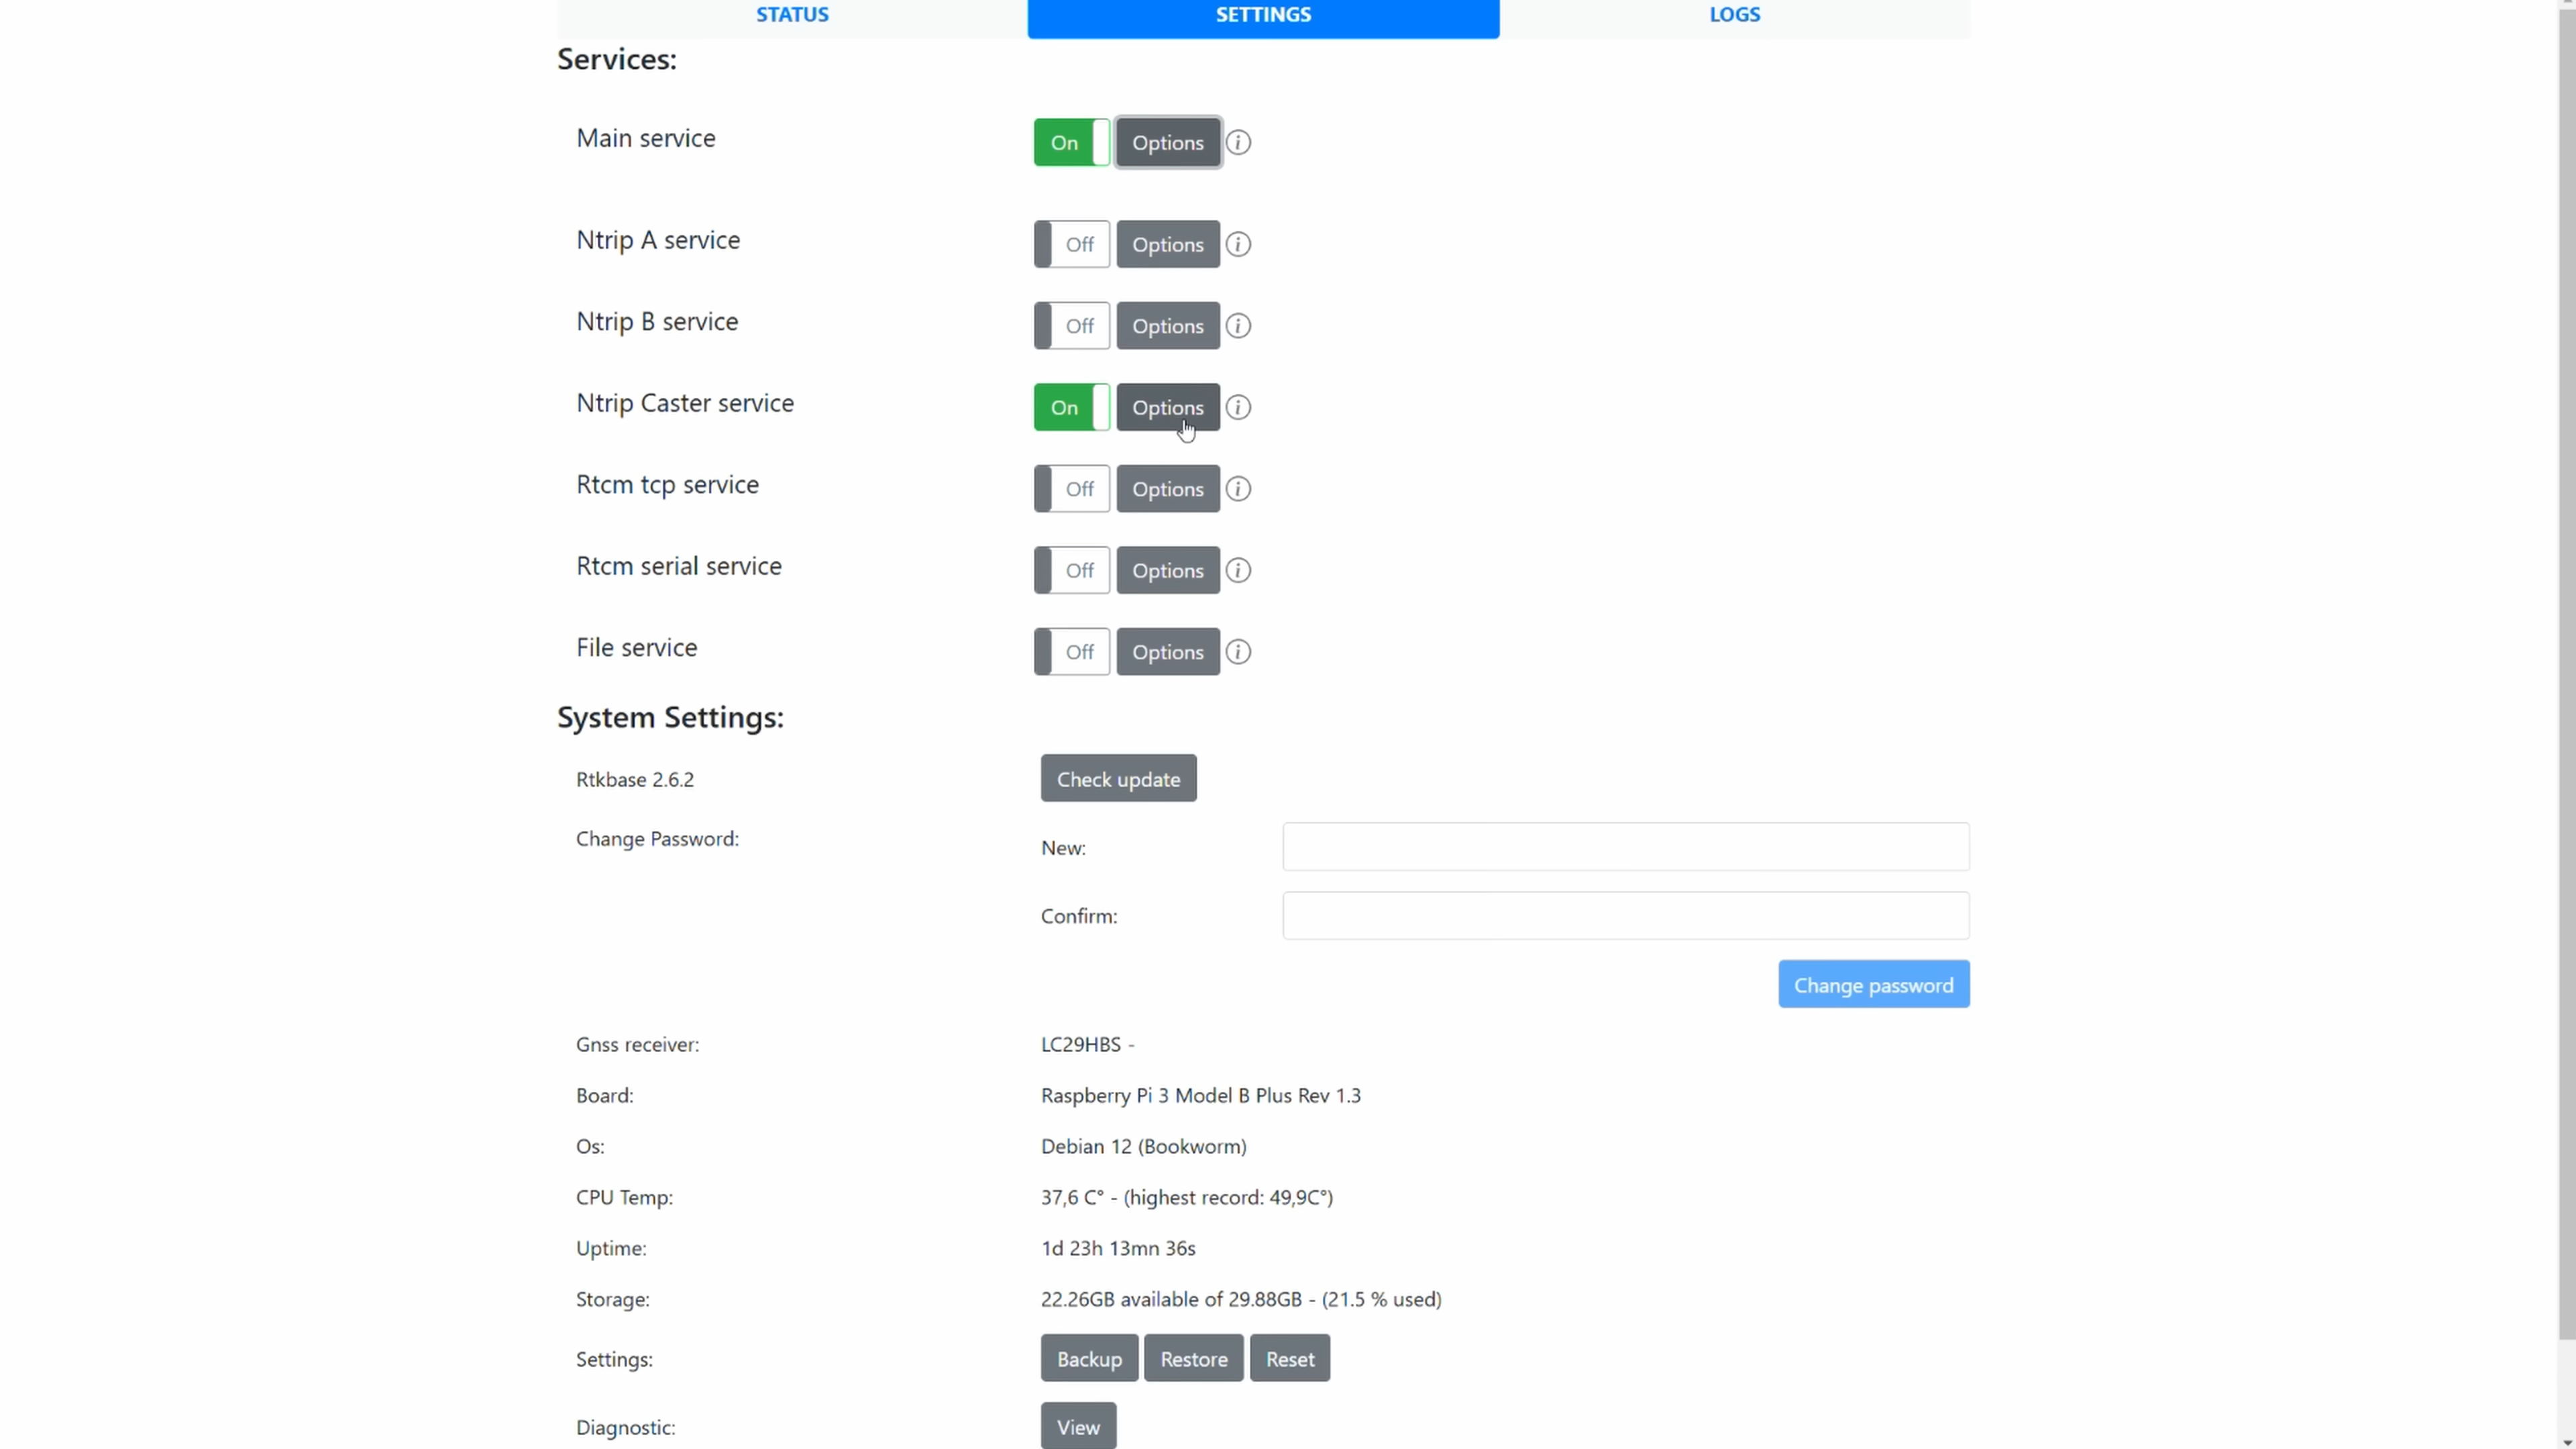 STATUS SETTINGS LOGS
Services:
Main service On Options i
Ntrip A service Off Options i
Ntrip B service Off Options i
Ntrip Caster service On Options i
Rtcm tcp service Off Options i
Rtcm serial service Off Options i
File service Off Options i
System Settings:
Rtkbase 2.6.2 Check update
Change Password: New:
Confirm:
Change password
Gnss receiver: LC29HBS -
Board: Raspberry Pi 3 Model B Plus Rev 1.3
Os: Debian 12 (Bookworm)
CPU Temp: 37,6 C° - (highest record: 49,9C°)
Uptime: 1d 23h 13mn 36s
Storage: 22.26GB available of 29.88GB - (21.5 % used)
Settings: Backup Restore Reset
Diagnostic: View